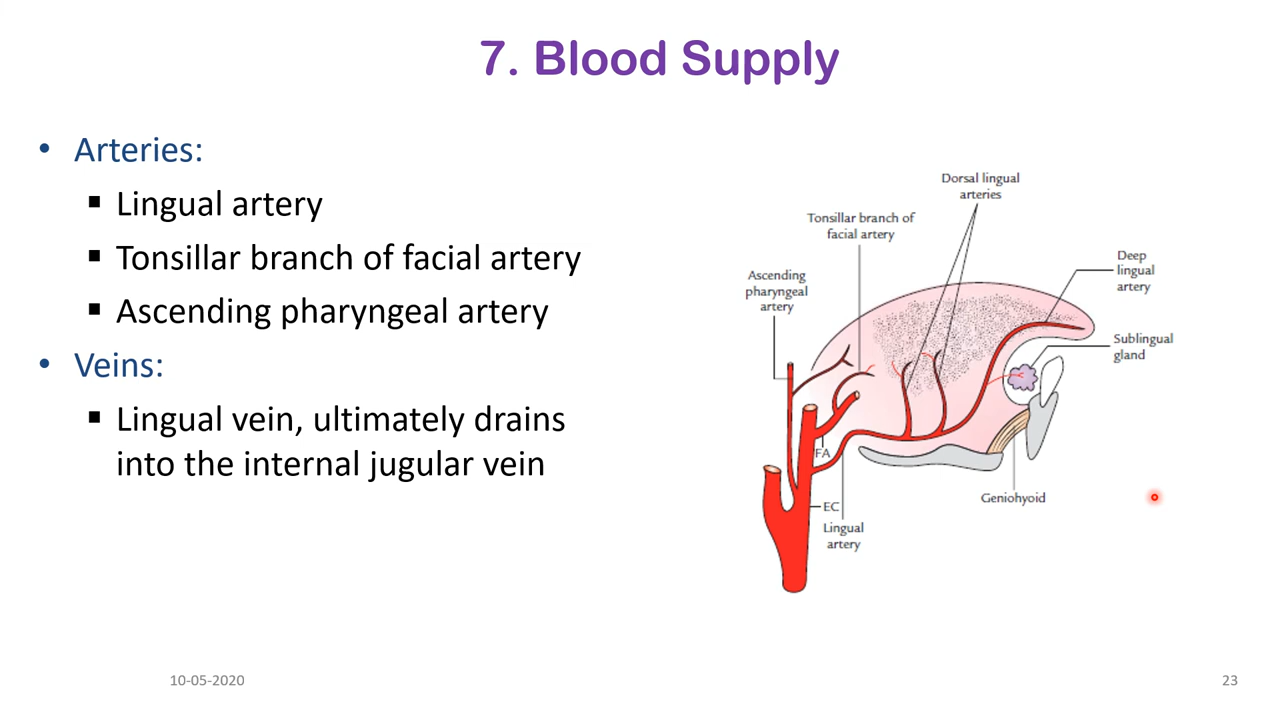 7. Blood Supply
• Arteries:
▪ Lingual artery
▪ Tonsillar branch of facial artery
▪ Ascending pharyngeal artery
• Veins:
▪ Lingual vein, ultimately drains
into the internal jugular vein
Dorsal lingual
arteries
Tonsillar branch of
facial artery
Ascending
pharyngeal
artery
Deep
lingual
artery
Sublingual
gland
FA
EC
Lingual
artery
Geniohyoid
10-05-2020
23